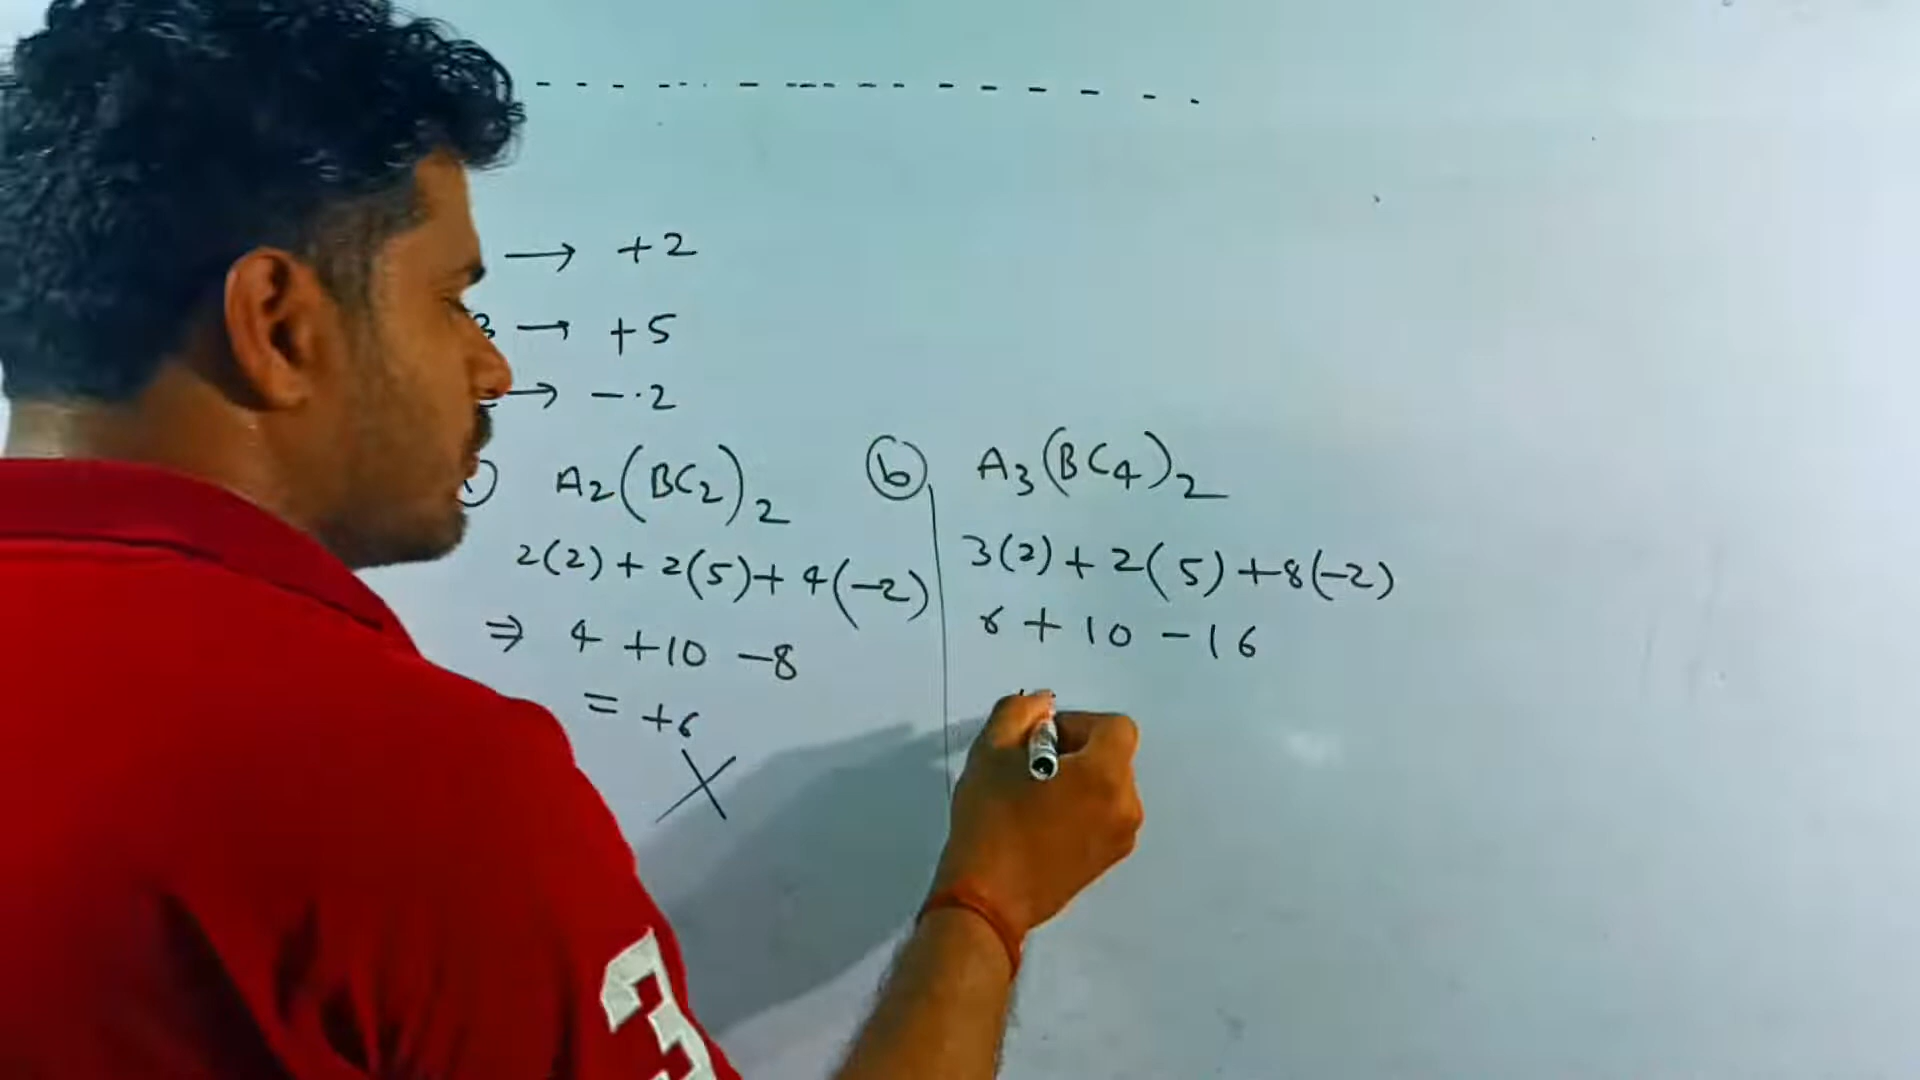 → +2
B → +5
→ -.2
A2(BC2)2
2(2)+2(5)+4(-2)
⇒ 4 +10 -8
= +6
X
b A3(BC4)2
3(2)+2(5)+8(-2)
6+10-16
3